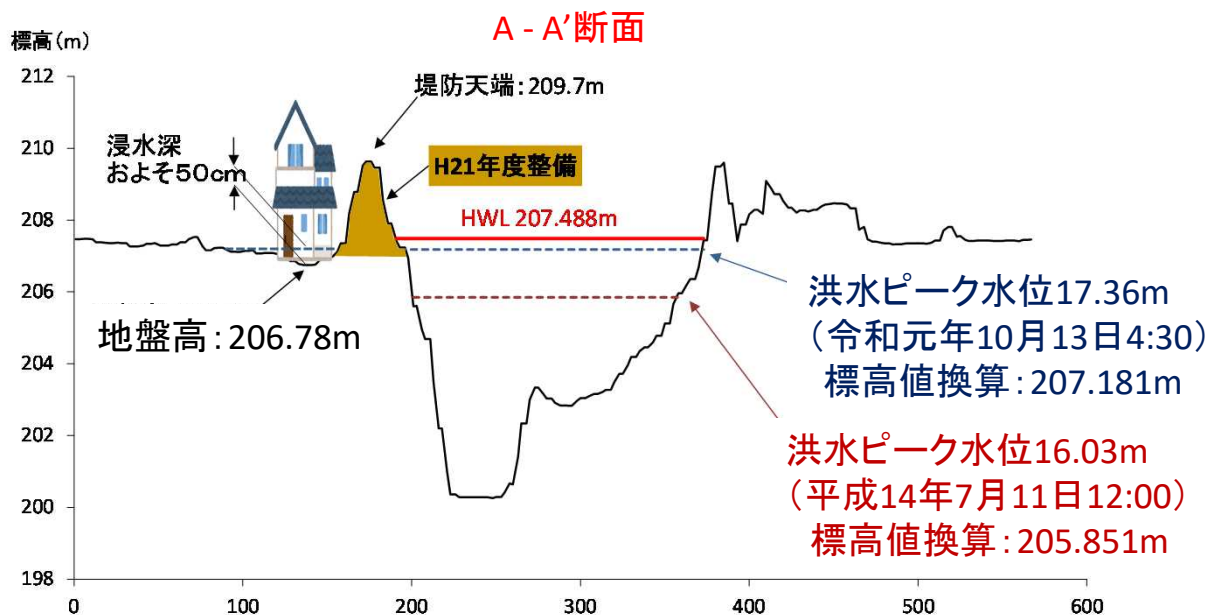 A - A’断面
標高（m）
堤防天端：209.7m
浸水深
およそ50cm
H21年度整備
HWL 207.488m
地盤高：206.78m
洪水ピーク水位17.36m
（令和元年10月13日4:30）
標高値換算：207.181m
洪水ピーク水位16.03m
（平成14年7月11日12:00）
標高値換算：205.851m
212
210
208
206
204
202
200
198
0
100
200
300
400
500
600